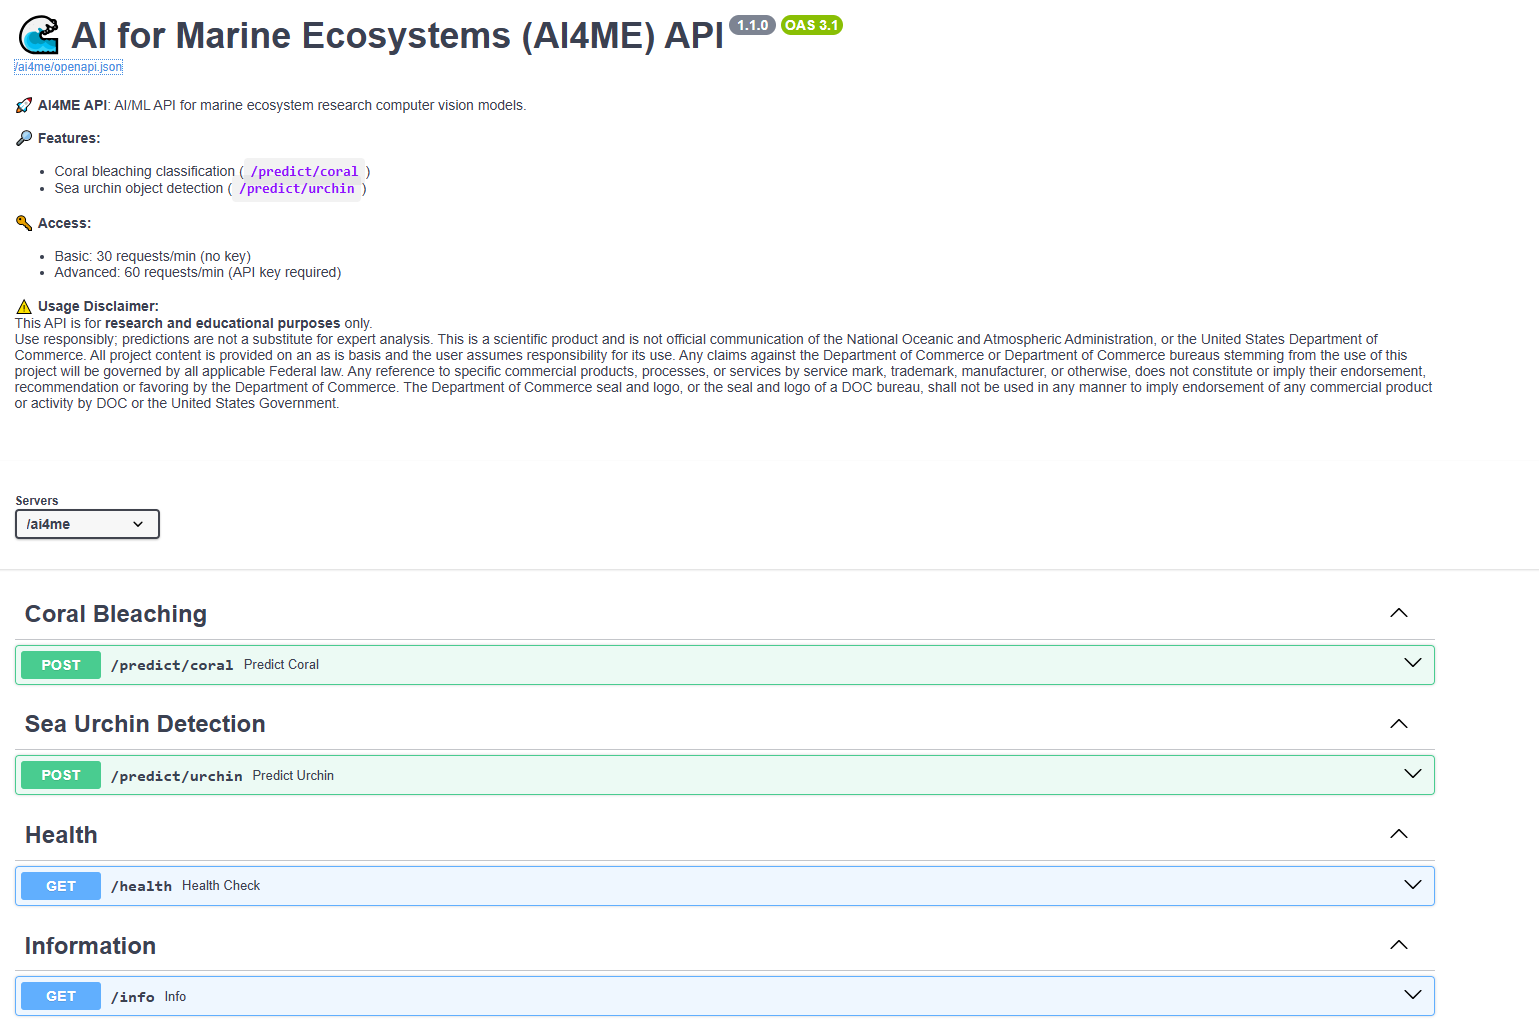 AI for Marine Ecosystems (AI4ME) API 1.1.0 OAS 3.1
/ai4me/openapi.json
AI4ME API: AI/ML API for marine ecosystem research computer vision models.
Features:
• Coral bleaching classification ( /predict/coral )
• Sea urchin object detection ( /predict/urchin )
Access:
• Basic: 30 requests/min (no key)
• Advanced: 60 requests/min (API key required)
Usage Disclaimer:
This API is for research and educational purposes only.
Use responsibly; predictions are not a substitute for expert analysis. This is a scientific product and is not official communication of the National Oceanic and Atmospheric Administration, or the United States Department of
Commerce. All project content is provided on an as is basis and the user assumes responsibility for its use. Any claims against the Department of Commerce or Department of Commerce bureaus stemming from the use of this
project will be governed by all applicable Federal law. Any reference to specific commercial products, processes, or services by service mark, trademark, manufacturer, or otherwise, does not constitute or imply their endorsement,
recommendation or favoring by the Department of Commerce. The Department of Commerce seal and logo, or the seal and logo of a DOC bureau, shall not be used in any manner to imply endorsement of any commercial product
or activity by DOC or the United States Government.
Servers
/ai4me
Coral Bleaching
POST /predict/coral Predict Coral
Sea Urchin Detection
POST /predict/urchin Predict Urchin
Health
GET /health Health Check
Information
GET /info Info